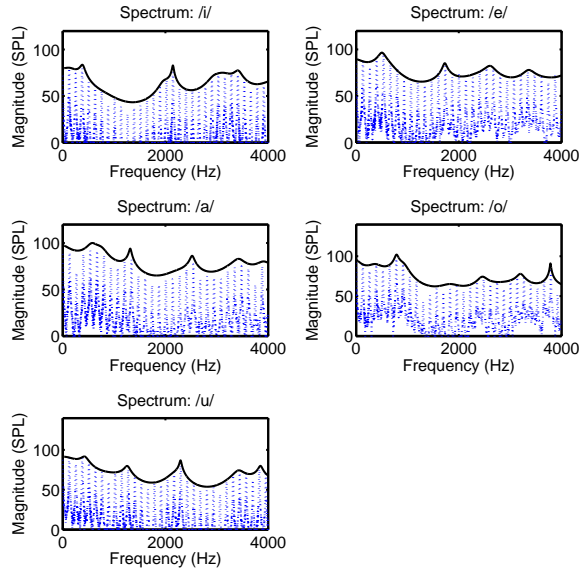 Spectrum: /i/
Magnitude (SPL)
100
50
0
0
2000
4000
Frequency (Hz)
Spectrum: /e/
Magnitude (SPL)
100
50
0
0
2000
4000
Frequency (Hz)
Spectrum: /a/
Magnitude (SPL)
100
50
0
0
2000
4000
Frequency (Hz)
Spectrum: /o/
Magnitude (SPL)
100
50
0
0
2000
4000
Frequency (Hz)
Spectrum: /u/
Magnitude (SPL)
100
50
0
0
2000
4000
Frequency (Hz)